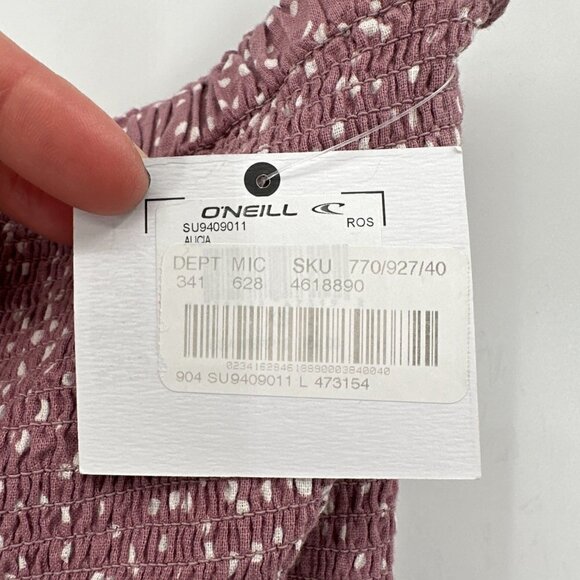 O'NEILL
SU9409011 ROS
ALICIA
DEPT MIC SKU 770/927/40
341 628 4618890
904 SU9409011 L 473154